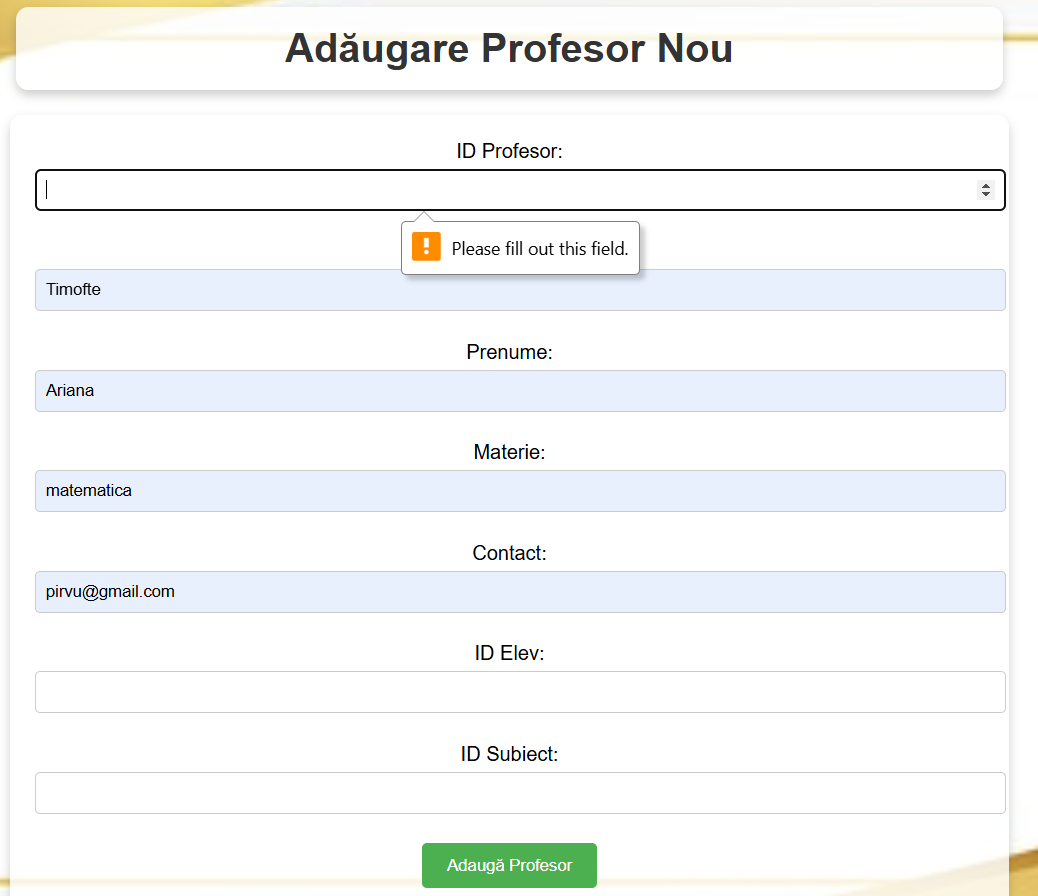 Adăugare Profesor Nou
ID Profesor:
Please fill out this field.
Timofte
Prenume:
Ariana
Materie:
matematica
Contact:
pirvu@gmail.com
ID Elev:
ID Subiect:
Adaugă Profesor